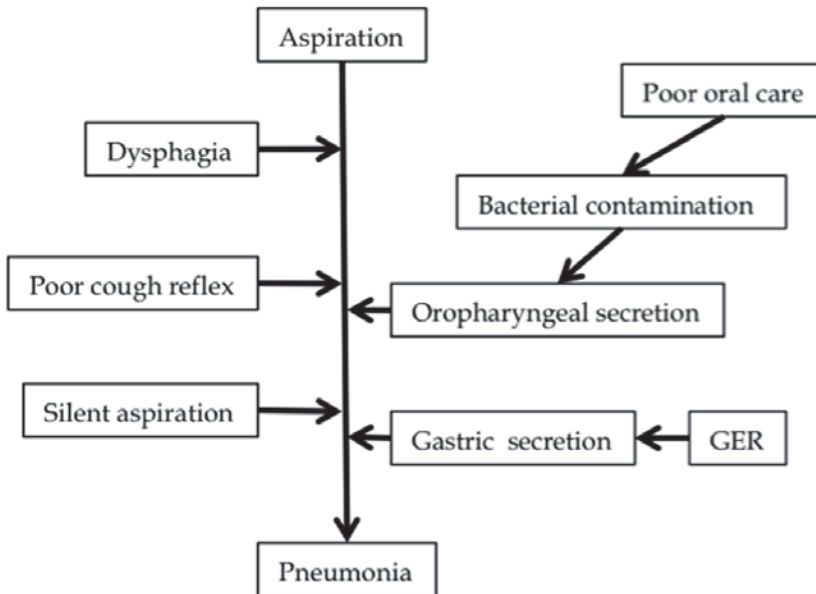 Aspiration
Poor oral care
Dysphagia
Bacterial contamination
Poor cough reflex
Oropharyngeal secretion
Silent aspiration
Gastric secretion
GER
Pneumonia